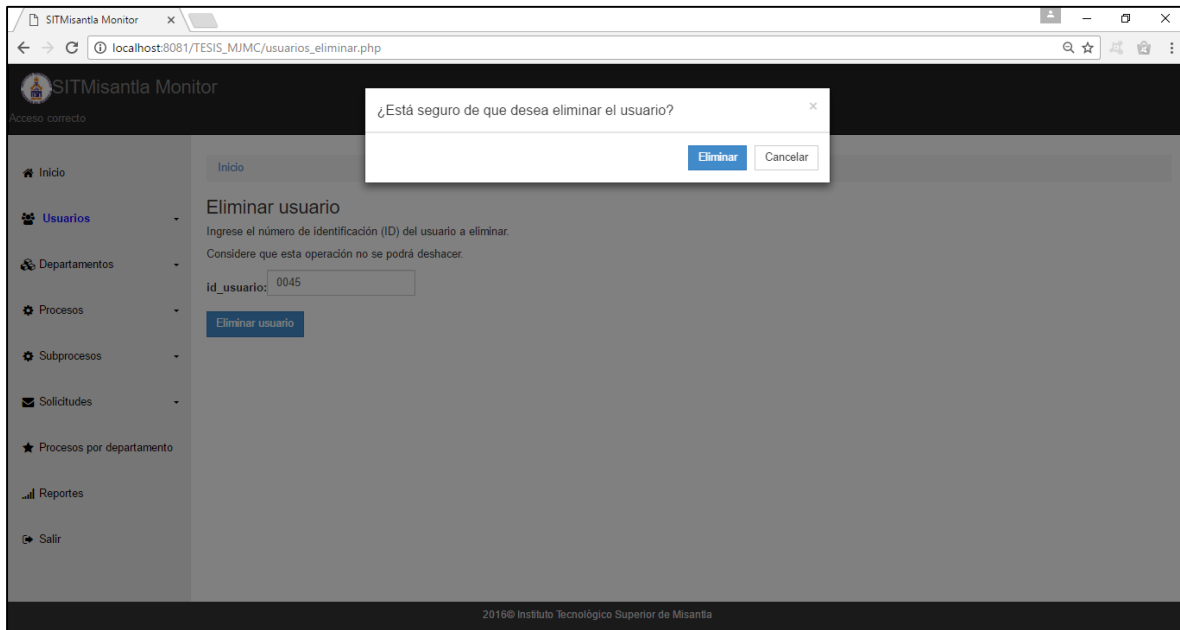 SITMisantla Monitor
localhost:8081/TESIS_MJMC/usuarios_eliminar.php
SITMisantla Monitor
Acceso correcto
¿Está seguro de que desea eliminar el usuario?
×
Eliminar
Cancelar
Inicio
Usuarios
Departamentos
Procesos
Subprocesos
Solicitudes
Procesos por departamento
Reportes
Salir
Inicio
Eliminar usuario
Ingrese el número de identificación (ID) del usuario a eliminar.
Considere que esta operación no se podrá deshacer.
id_usuario: 0045
Eliminar usuario
2016© Instituto Tecnològico Superior de Misantla